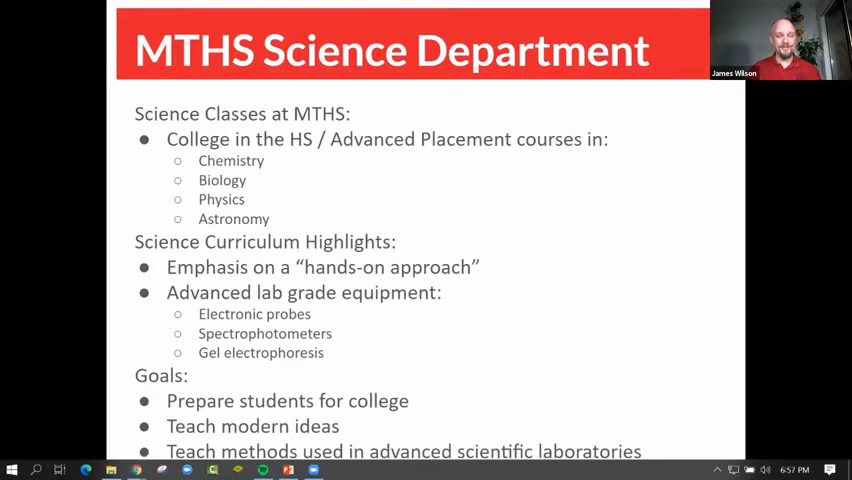 MTHS Science Department
James Wilson
Science Classes at MTHS:
● College in the HS / Advanced Placement courses in:
○ Chemistry
○ Biology
○ Physics
○ Astronomy
Science Curriculum Highlights:
● Emphasis on a “hands-on approach”
● Advanced lab grade equipment:
○ Electronic probes
○ Spectrophotometers
○ Gel electrophoresis
Goals:
● Prepare students for college
● Teach modern ideas
● Teach methods used in advanced scientific laboratories
6:57 PM